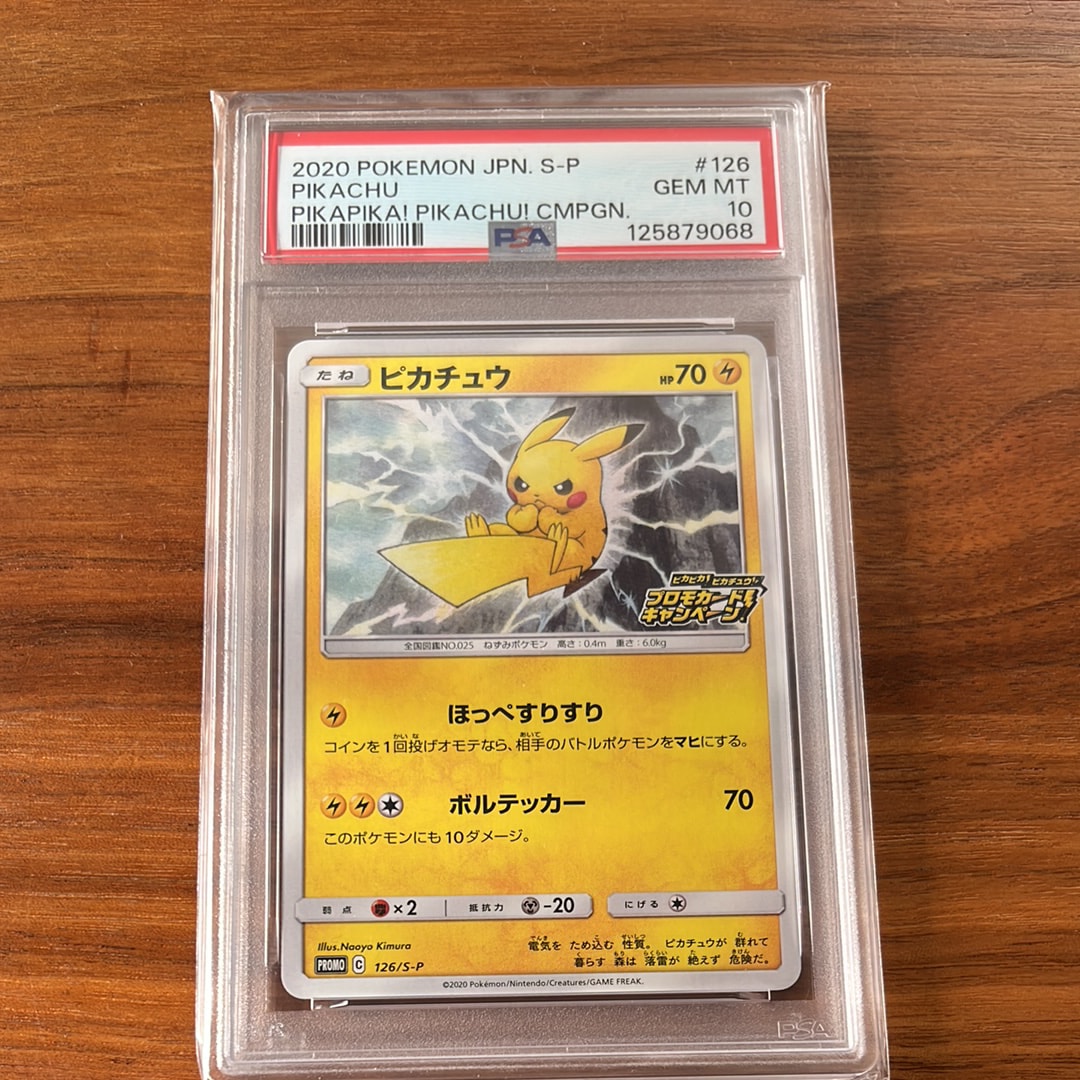 2020 POKEMON JPN. S-P #126
PIKACHU GEM MT
PIKAPIKA! PIKACHU! CMPGN. 10
PSA 125879068
たね ピカチュウ HP70
ピカピカ! ピカチュウ!
プロモカード
キャンペーン!
全国図鑑NO.025 ねずみポケモン 高さ:0.4m 重さ:6.0kg
ほっぺすりすり
コインを1回投げオモテなら、相手のバトルポケモンをマヒにする。
ボルテッカー 70
このポケモンにも10ダメージ。
弱点 ×2 抵抗力 -20 にげる
Illus.Naoyo Kimura
電気を ため込む 性質。 ピカチュウが 群れて
暮らす 森は 落雷が 絶えず 危険だ。
PROMO C 126/S-P
©2020 Pokémon/Nintendo/Creatures/GAME FREAK.
PSA